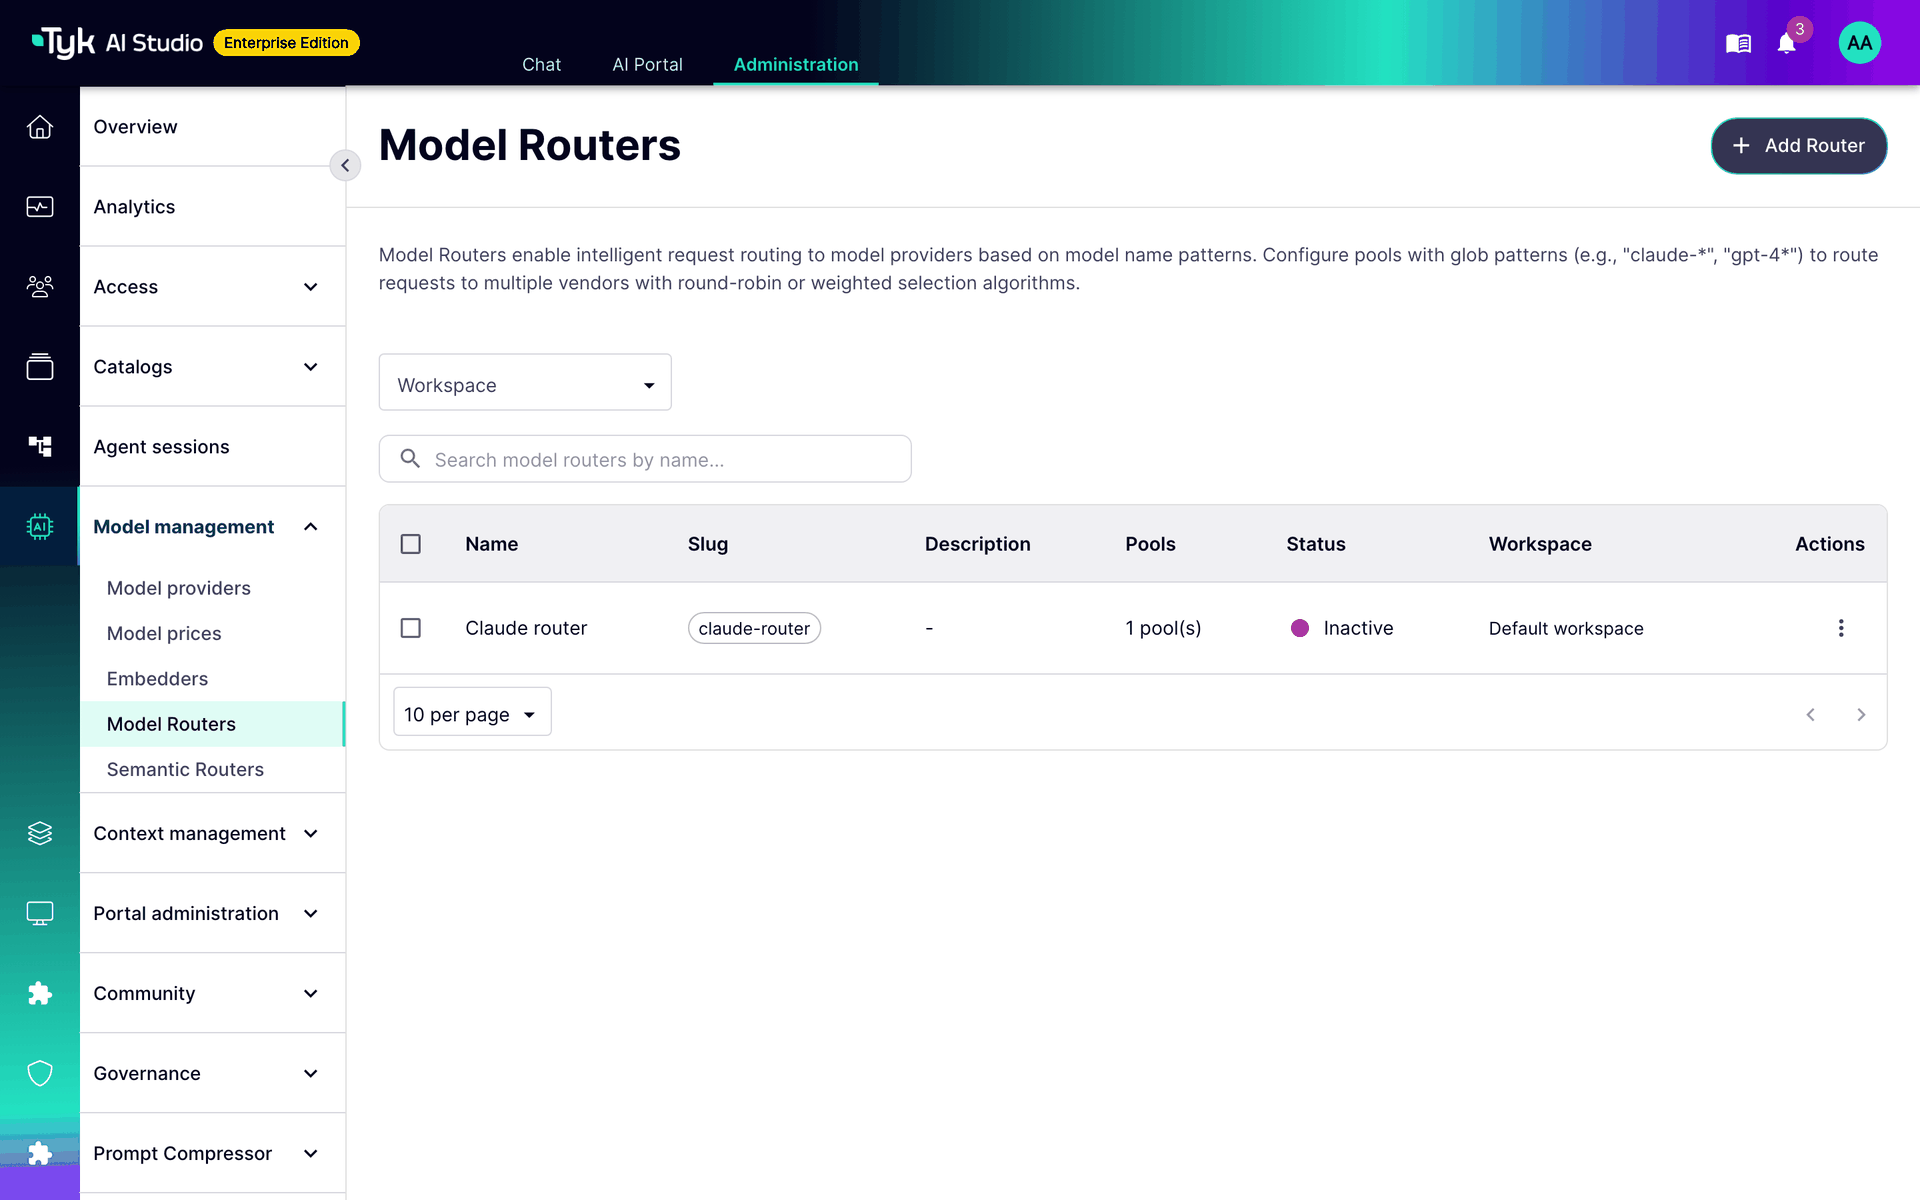 Tyk AI Studio Enterprise Edition
Chat
AI Portal
Administration
3
AA
Overview
Analytics
Access
Catalogs
Agent sessions
AI
Model management
Model providers
Model prices
Embedders
Model Routers
Semantic Routers
Context management
Portal administration
Community
Governance
Prompt Compressor
Model Routers
Add Router
Model Routers enable intelligent request routing to model providers based on model name patterns. Configure pools with glob patterns (e.g., "claude-*", "gpt-4*") to route
requests to multiple vendors with round-robin or weighted selection algorithms.
Workspace
Search model routers by name...
Name Slug Description Pools Status Workspace Actions
Claude router claude-router - 1 pool(s) Inactive Default workspace
10 per page